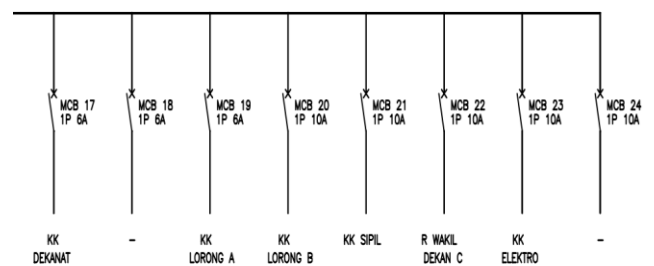 MCB 17 MCB 18 MCB 19 MCB 20 MCB 21 MCB 22 MCB 23 MCB 24
1P 6A 1P 6A 1P 6A 1P 10A 1P 10A 1P 10A 1P 10A 1P 10A
KK - KK KK KK SIPIL R WAKIL KK -
DEKANAT LORONG A LORONG B DEKAN C ELEKTRO